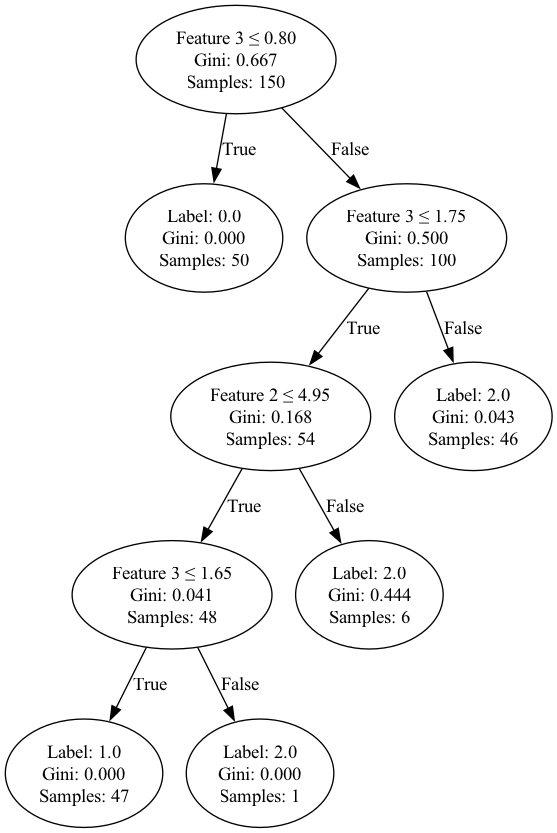 Feature 3 ≤ 0.80
Gini: 0.667
Samples: 150
True
False
Label: 0.0
Gini: 0.000
Samples: 50
Feature 3 ≤ 1.75
Gini: 0.500
Samples: 100
True
False
Feature 2 ≤ 4.95
Gini: 0.168
Samples: 54
Label: 2.0
Gini: 0.043
Samples: 46
True
False
Feature 3 ≤ 1.65
Gini: 0.041
Samples: 48
Label: 2.0
Gini: 0.444
Samples: 6
True
False
Label: 1.0
Gini: 0.000
Samples: 47
Label: 2.0
Gini: 0.000
Samples: 1